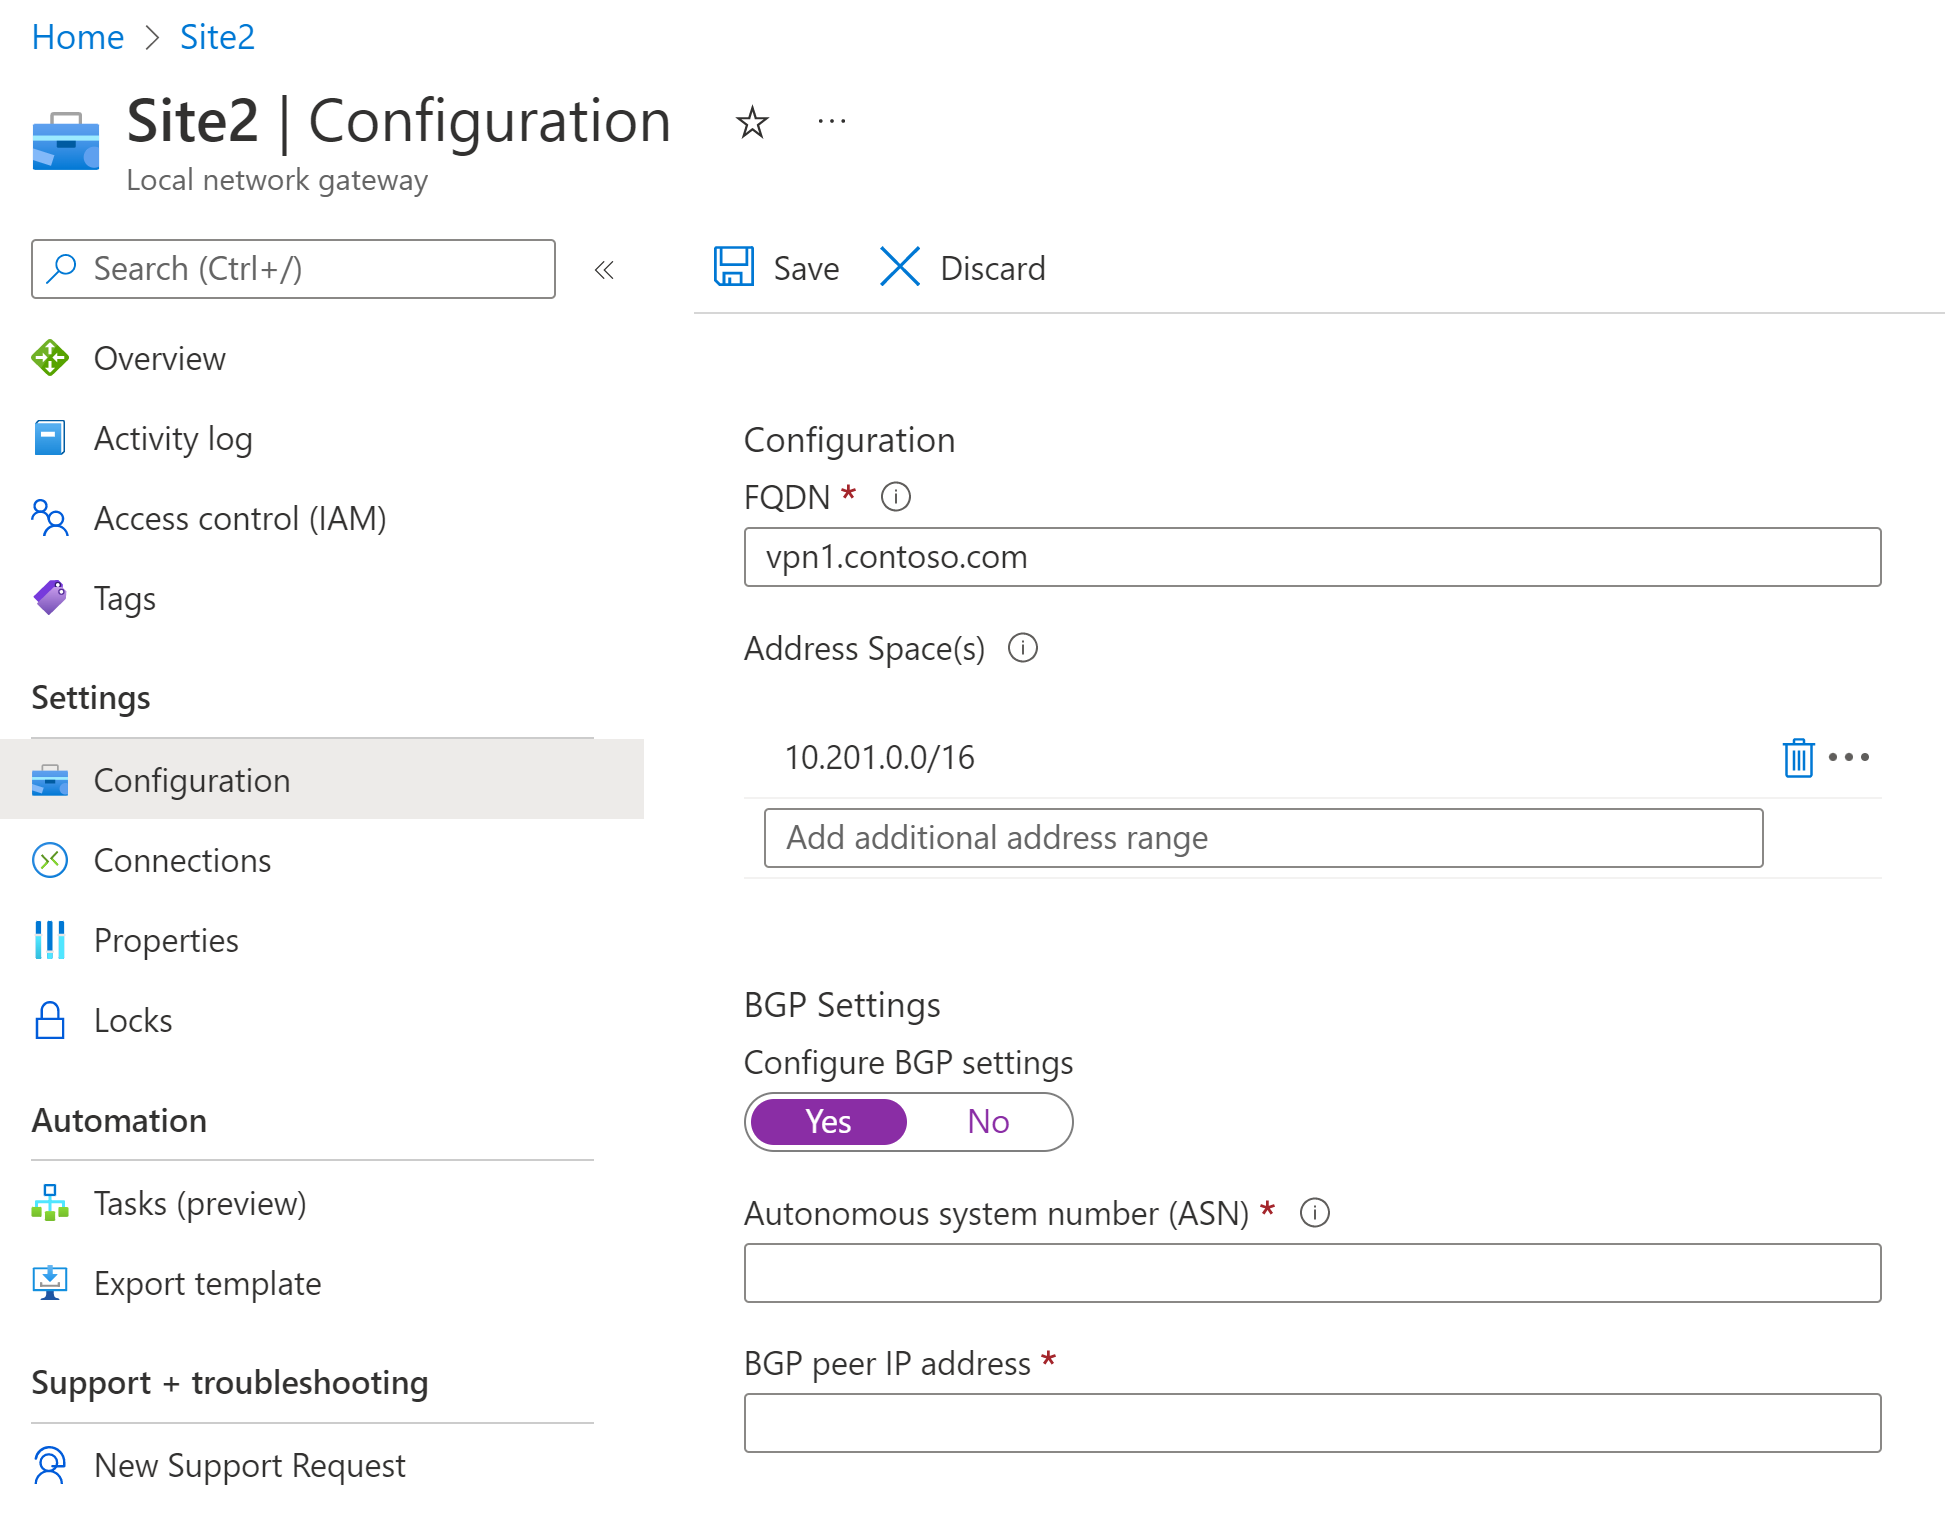 Home > Site2
Site2 | Configuration
Local network gateway
Search (Ctrl+/)
Overview
Activity log
Access control (IAM)
Tags
Settings
Configuration
Connections
Properties
Locks
Automation
Tasks (preview)
Export template
Support + troubleshooting
New Support Request
Save
Discard
Configuration
FQDN *
vpn1.contoso.com
Address Space(s)
10.201.0.0/16
Add additional address range
BGP Settings
Configure BGP settings
Yes No
Autonomous system number (ASN) *
BGP peer IP address *